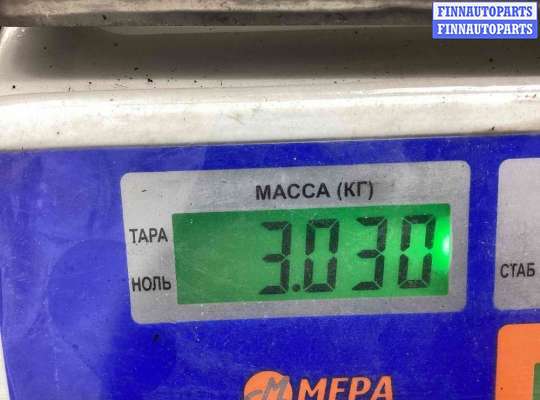 FINNAUTOPARTS
FINNAUTOPARTS
МАССА (КГ)
ТАРА
3.030
НОЛЬ
СТАБ
МЕРА